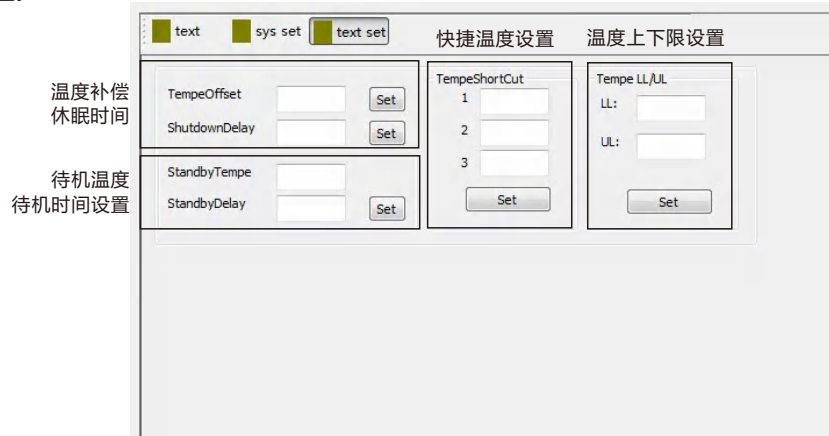 text sys set text set
快捷温度设置 温度上下限设置
温度补偿
休眠时间
TempeOffset Set
ShutdownDelay Set
待机温度
待机时间设置
StandbyTempe
StandbyDelay Set
TempeShortCut
1
2
3
Set
Tempe LL/UL
LL:
UL:
Set